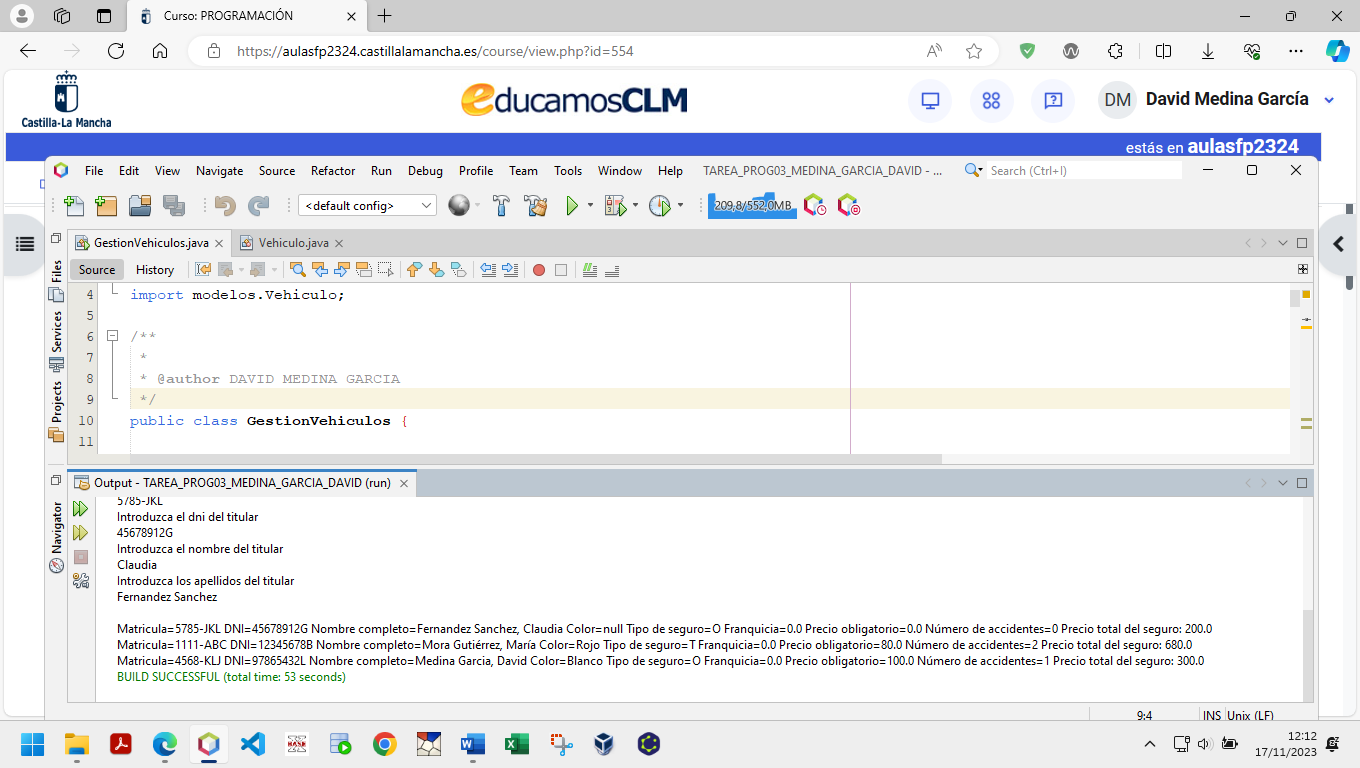 Curso: PROGRAMACIÓN
https://aulasfp2324.castillalamancha.es/course/view.php?id=554
Castilla-La Mancha
educamosCLM
DM David Medina García
estás en aulasfp2324
File Edit View Navigate Source Refactor Run Debug Profile Team Tools Window Help TAREA_PROG03_MEDINA_GARCIA_DAVID - ... Search (Ctrl+I)
<default config> 209,8/552,0MB
GestionVehiculos.java Vehiculo.java
Source History
Files
Services
Projects
Navigator
4 import modelos.Vehiculo;
5
6 /**
7 *
8 * @author DAVID MEDINA GARCIA
9 */
10 public class GestionVehiculos {
11
Output - TAREA_PROG03_MEDINA_GARCIA_DAVID (run)
5785-JKL
Introduzca el dni del titular
45678912G
Introduzca el nombre del titular
Claudia
Introduzca los apellidos del titular
Fernandez Sanchez
Matricula=5785-JKL DNI=45678912G Nombre completo=Fernandez Sanchez, Claudia Color=null Tipo de seguro=O Franquicia=0.0 Precio obligatorio=0.0 Número de accidentes=0 Precio total del seguro: 200.0
Matricula=1111-ABC DNI=12345678B Nombre completo=Mora Gutiérrez, María Color=Rojo Tipo de seguro=T Franquicia=0.0 Precio obligatorio=80.0 Número de accidentes=2 Precio total del seguro: 680.0
Matricula=4568-KLJ DNI=97865432L Nombre completo=Medina Garcia, David Color=Blanco Tipo de seguro=O Franquicia=0.0 Precio obligatorio=100.0 Número de accidentes=1 Precio total del seguro: 300.0
BUILD SUCCESSFUL (total time: 53 seconds)
9:4 INS Unix (LF)
12:12
17/11/2023